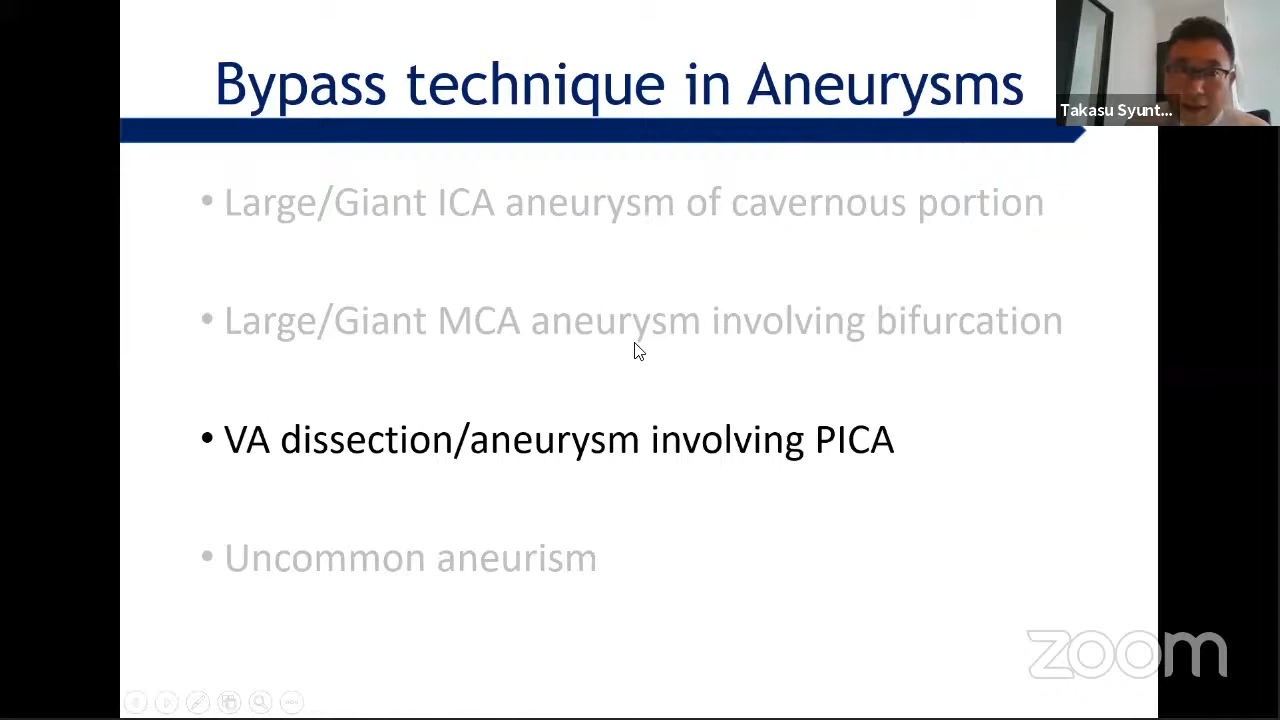 Bypass technique in Aneurysms
Takasu Syunt...
• Large/Giant ICA aneurysm of cavernous portion
• Large/Giant MCA aneurysm involving bifurcation
• VA dissection/aneurysm involving PICA
• Uncommon aneurism
zoom